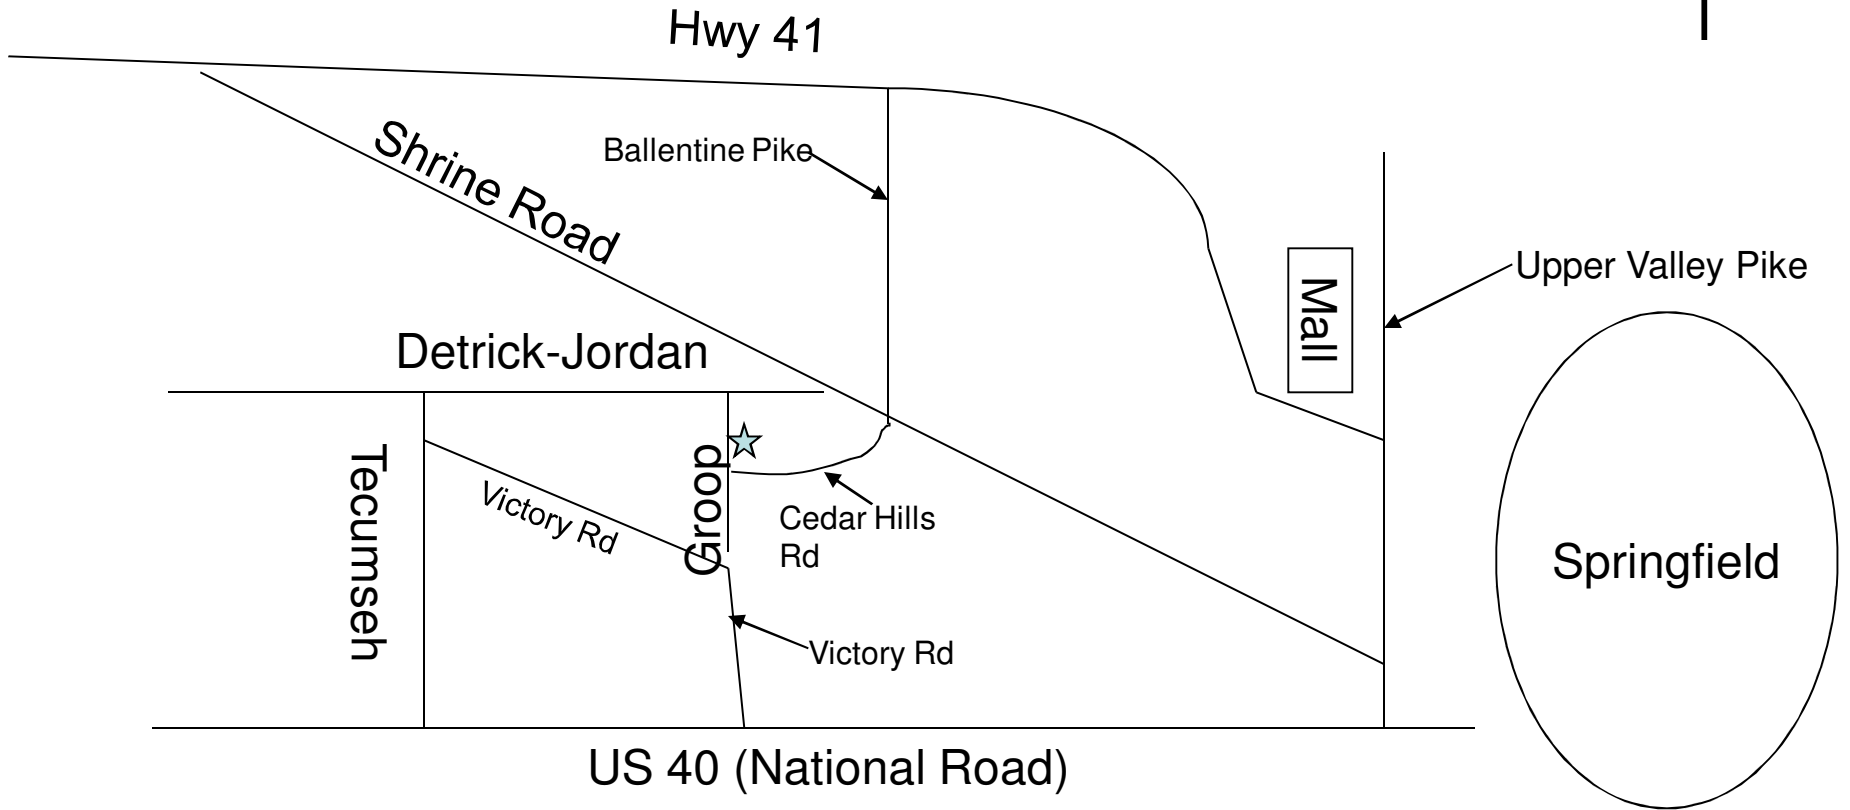 Hwy 41
Ballentine Pike
Shrine Road
Upper Valley Pike
Mall
Detrick-Jordan
Tecumseh
Groop
Victory Rd
Cedar Hills
Rd
Springfield
Victory Rd
US 40 (National Road)